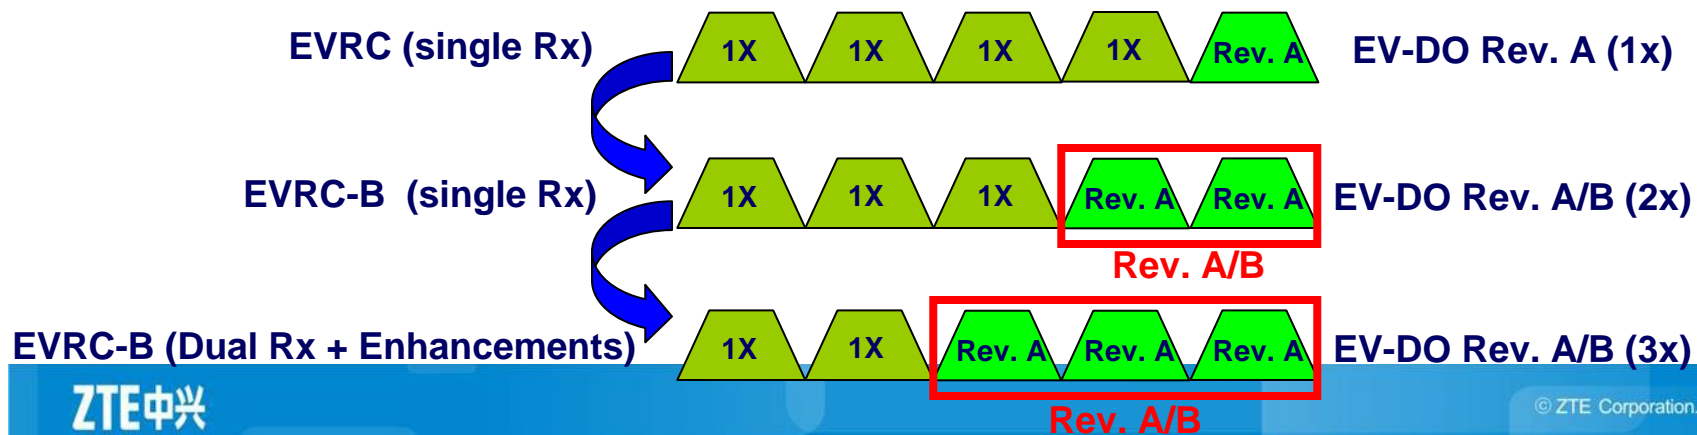 EVRC (single Rx) 1X 1X 1X 1X Rev. A EV-DO Rev. A (1x)
EVRC-B (single Rx) 1X 1X 1X Rev. A Rev. A EV-DO Rev. A/B (2x)
Rev. A/B
EVRC-B (Dual Rx + Enhancements) 1X 1X Rev. A Rev. A Rev. A EV-DO Rev. A/B (3x)
Rev. A/B
ZTE中兴
© ZTE Corporation.